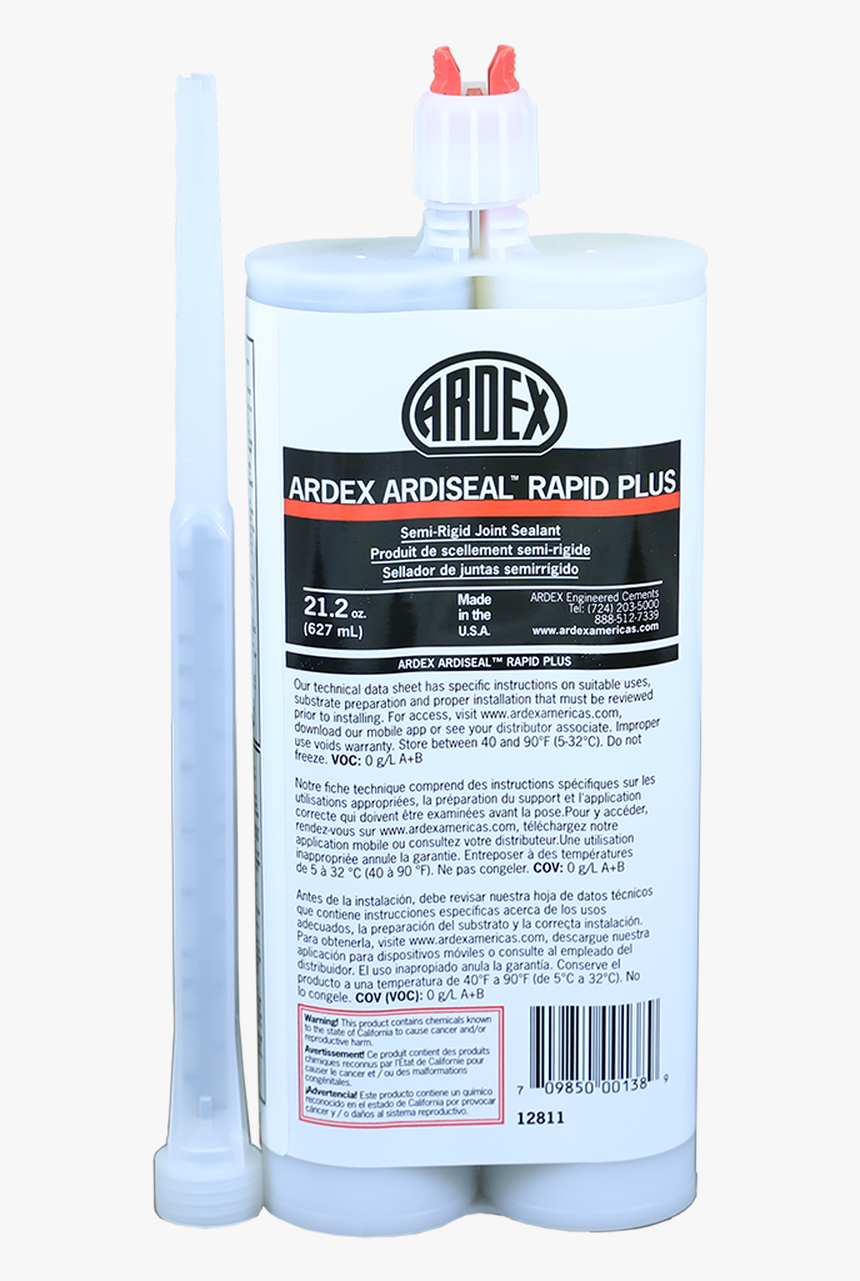 ARDEX
ARDEX ARDISEAL™ RAPID PLUS
Semi-Rigid Joint Sealant
Produit de scellement semi-rigide
Sellador de juntas semirrígido
21.2 oz.
(627 mL)
Made
in the
U.S.A.
ARDEX Engineered Cements
Tel: (724) 203-5000
888-512-7339
www.ardexamericas.com
ARDEX ARDISEAL™ RAPID PLUS
Our technical data sheet has specific instructions on suitable uses,
substrate preparation and proper installation that must be reviewed
prior to installing. For access, visit www.ardexamericas.com,
download our mobile app or see your distributor associate. Improper
use voids warranty. Store between 40 and 90°F (5-32°C). Do not
freeze. VOC: 0 g/L A+B
Notre fiche technique comprend des instructions spécifiques sur les
utilisations appropriées, la préparation du support et l'application
correcte qui doivent être examinées avant la pose.Pour y accéder,
rendez-vous sur www.ardexamericas.com, téléchargez notre
application mobile ou consultez votre distributeur.Une utilisation
inappropriée annule la garantie. Entreposer à des températures
de 5 à 32 °C (40 à 90 °F). Ne pas congeler. COV: 0 g/L A+B
Antes de la instalación, debe revisar nuestra hoja de datos técnicos
que contiene instrucciones específicas acerca de los usos
adecuados, la preparación del substrato y la correcta instalación.
Para obtenerla, visite www.ardexamericas.com, descargue nuestra
aplicación para dispositivos móviles o consulte al empleado del
distribuidor. El uso inapropiado anula la garantía. Conserve el
producto a una temperatura de 40°F a 90°F (de 5°C a 32°C). No
lo congele. COV (VOC): 0 g/L A+B
Warning! This product contains chemicals known
to the state of California to cause cancer and/or
reproductive harm.
Avertissement! Ce produit contient des produits
chimiques reconnus par l'État de Californie pour
causer le cancer et / ou des malformations
congénitales.
¡Advertencia! Este producto contiene un químico
reconocido en el estado de California por provocar
cáncer y / o daños al sistema reproductivo.
7 09850 00138 9
12811